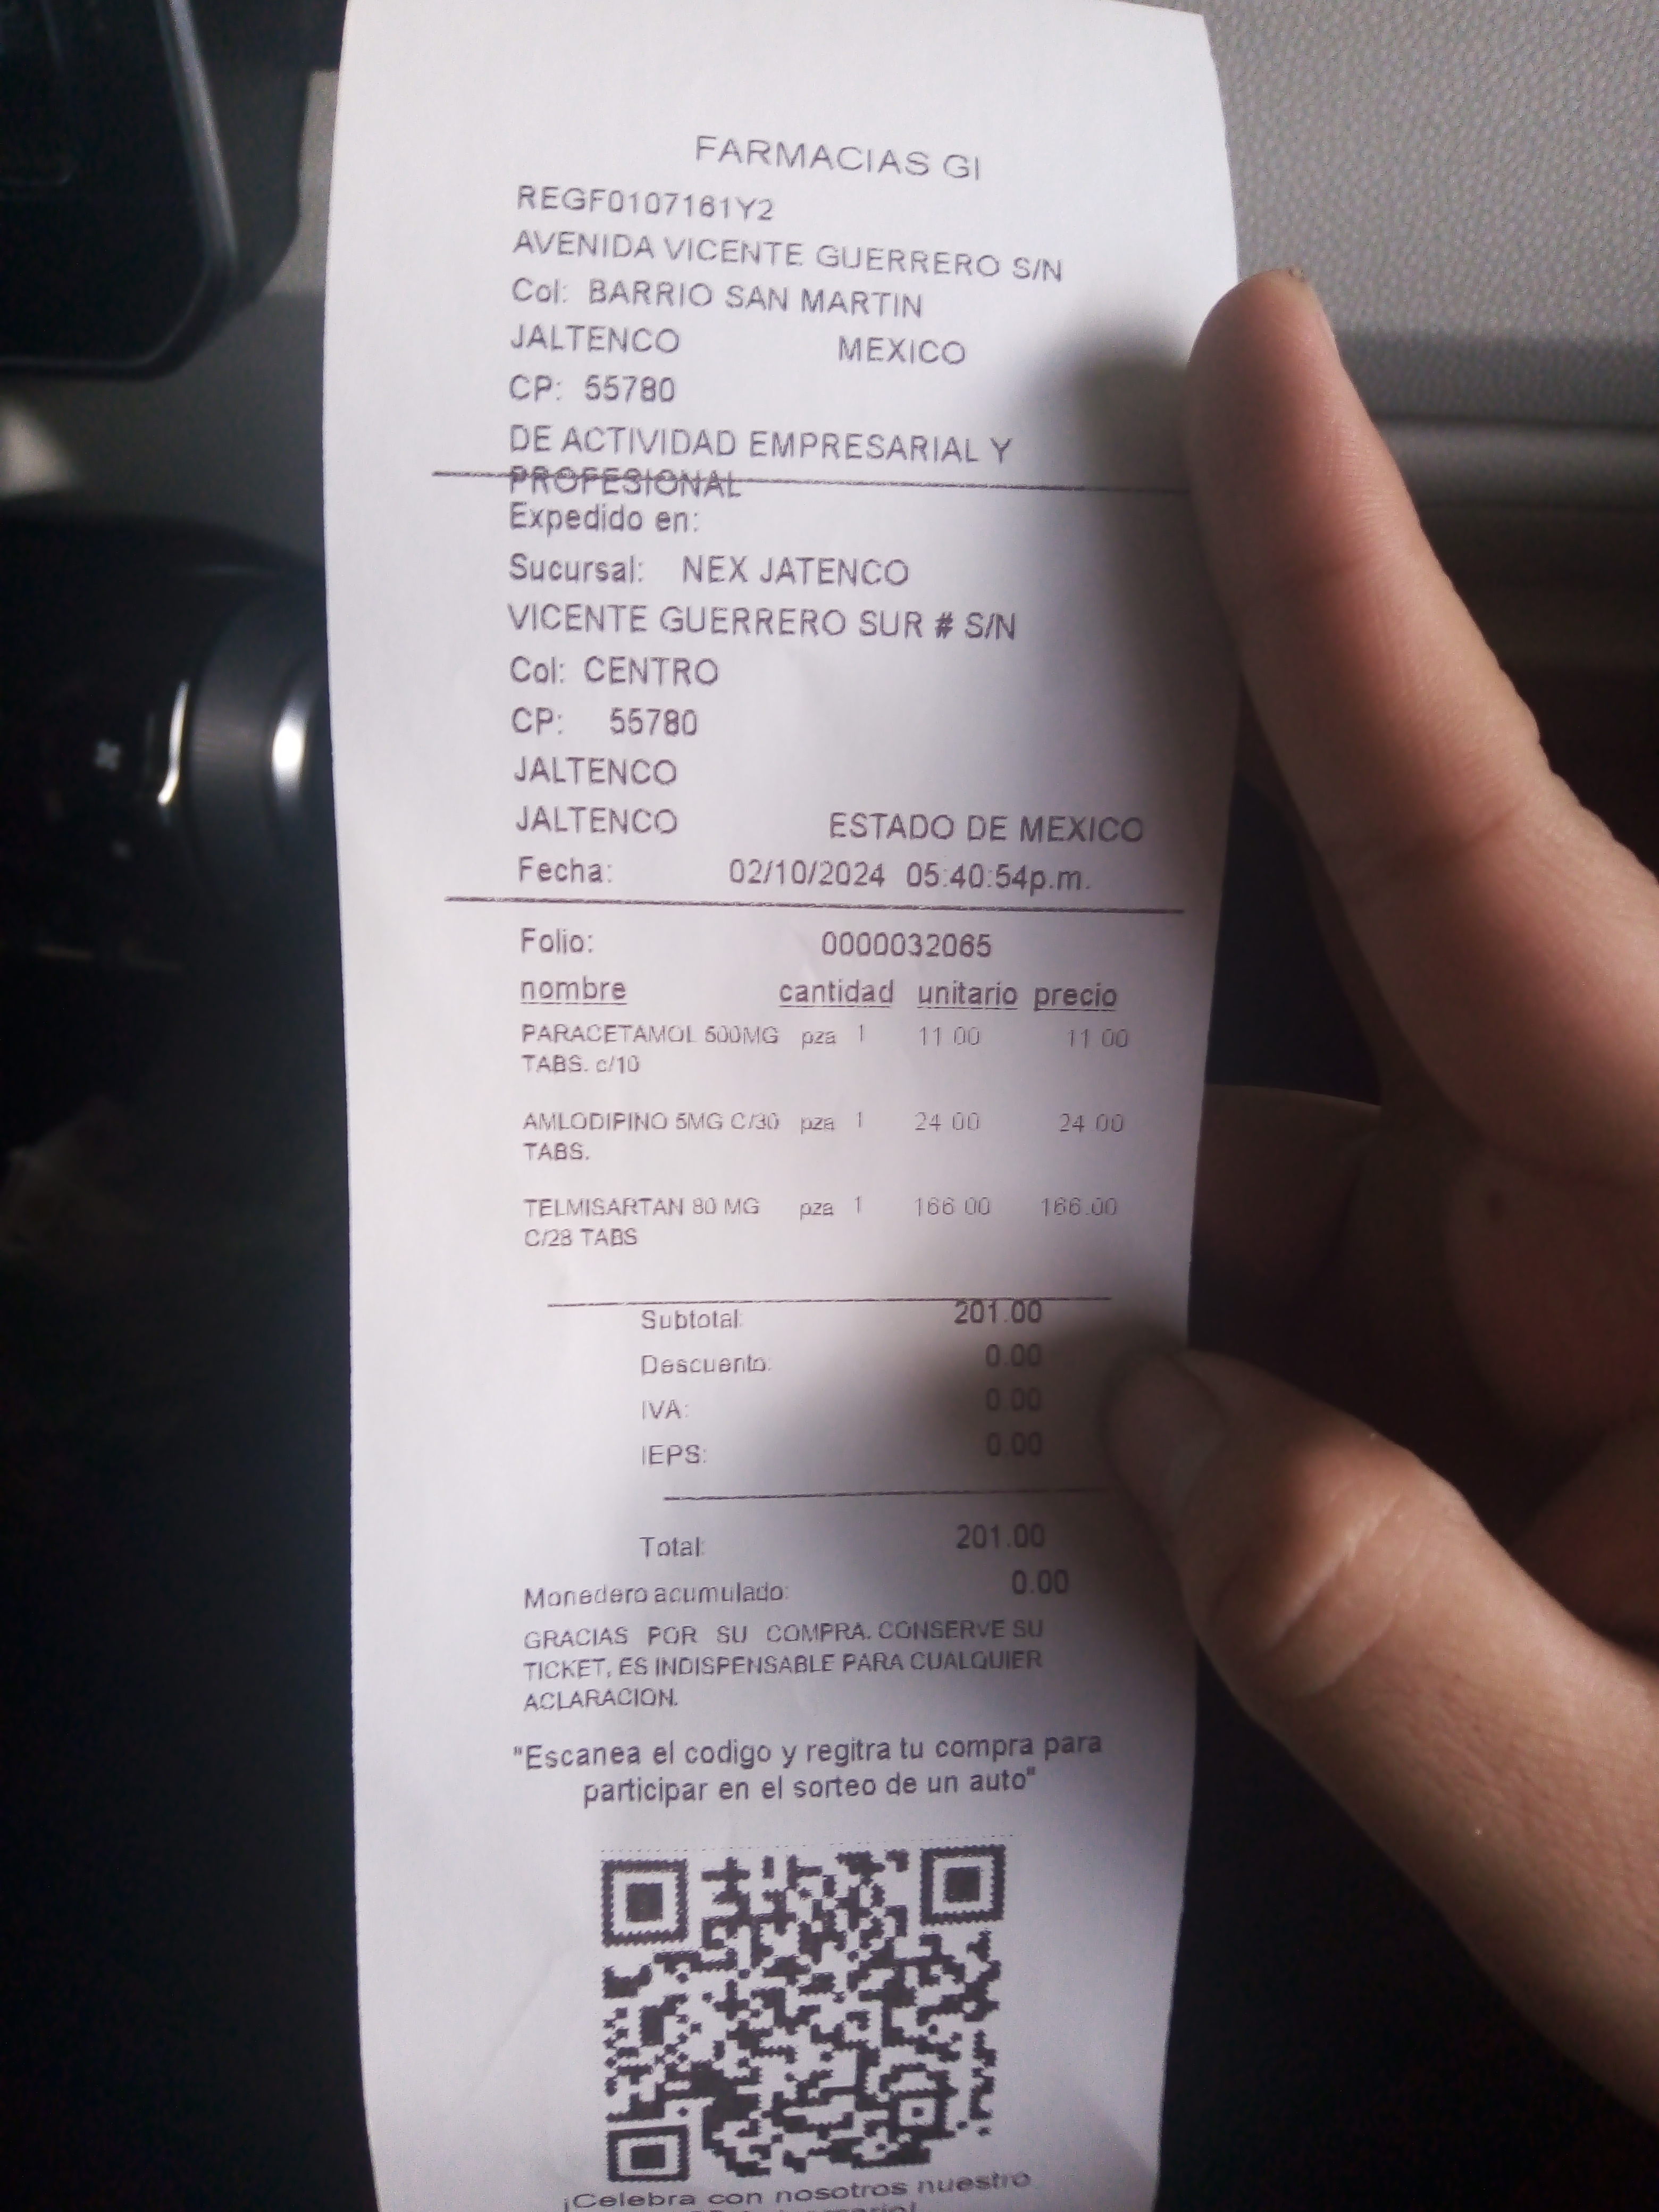 FARMACIAS GI
REGF0107161Y2
AVENIDA VICENTE GUERRERO S/N
Col: BARRIO SAN MARTIN
JALTENCO MEXICO
CP: 55780
DE ACTIVIDAD EMPRESARIAL Y
PROFESIONAL
Expedido en:
Sucursal: NEX JATENCO
VICENTE GUERRERO SUR # S/N
Col: CENTRO
CP: 55780
JALTENCO
JALTENCO ESTADO DE MEXICO
Fecha: 02/10/2024 05:40:54p.m.
Folio: 0000032065
nombre cantidad unitario precio
PARACETAMOL 500MG pza 1 11.00 11.00
TABS. c/10
AMLODIPINO 5MG C/30 pza 1 24.00 24.00
TABS.
TELMISARTAN 80 MG pza 1 166.00 166.00
C/28 TABS
Subtotal: 201.00
Descuento: 0.00
IVA: 0.00
IEPS: 0.00
Total: 201.00
Monedero acumulado: 0.00
GRACIAS POR SU COMPRA. CONSERVE SU
TICKET, ES INDISPENSABLE PARA CUALQUIER
ACLARACION.
"Escanea el codigo y regitra tu compra para
participar en el sorteo de un auto"
¡Celebra con nosotros nuestro